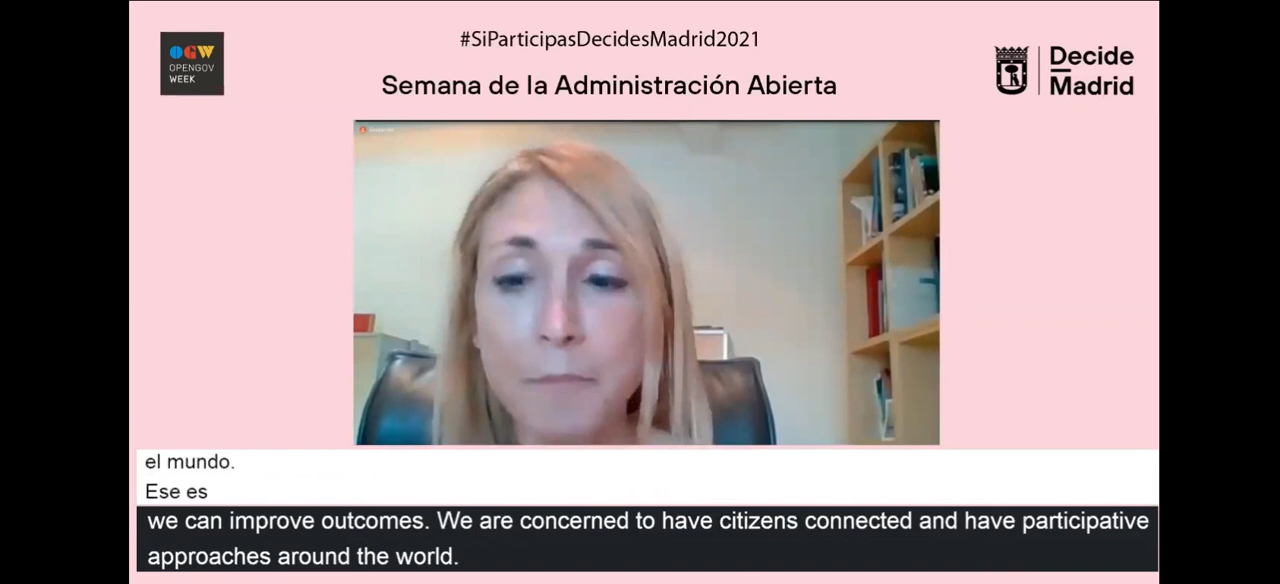 #SiParticipasDecidesMadrid2021
OGW
OPENGOV
WEEK
Semana de la Administración Abierta
Decide
Madrid
el mundo.
Ese es
we can improve outcomes. We are concerned to have citizens connected and have participative
approaches around the world.